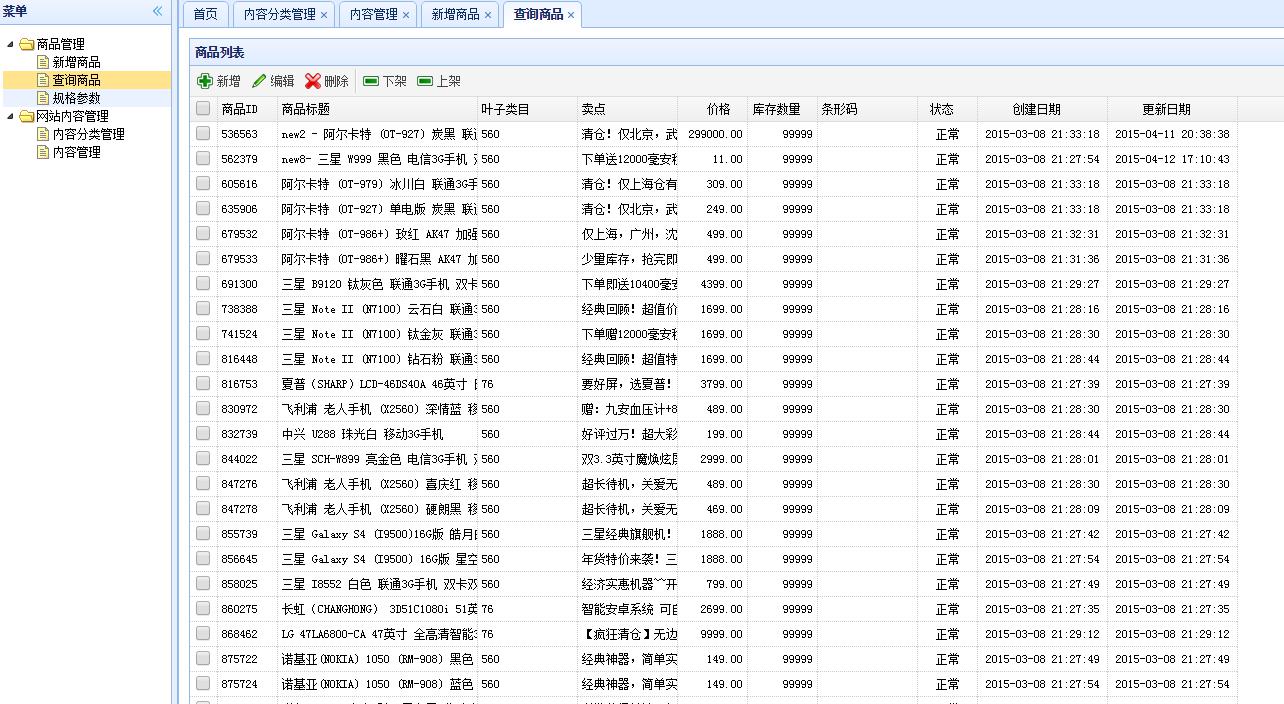 菜单
商品管理
新增商品
查询商品
规格参数
网站内容管理
内容分类管理
内容管理
首页 内容分类管理 内容管理 新增商品 查询商品
商品列表
新增 编辑 删除 下架 上架
商品ID 商品标题 叶子类目 卖点 价格 库存数量 条形码 状态 创建日期 更新日期
536563 new2 - 阿尔卡特 (OT-927) 炭黑 联 560 清仓！仅北京，武 299000.00 99999 正常 2015-03-08 21:33:18 2015-04-11 20:38:38
562379 new8- 三星 W999 黑色 电信3G手机 560 下单送12000毫安 11.00 99999 正常 2015-03-08 21:27:54 2015-04-12 17:10:43
605616 阿尔卡特 (OT-979) 冰川白 联通3G手 560 清仓！仅上海仓有 309.00 99999 正常 2015-03-08 21:33:18 2015-03-08 21:33:18
635906 阿尔卡特 (OT-927) 单电版 炭黑 联 560 清仓！仅北京，武 249.00 99999 正常 2015-03-08 21:33:18 2015-03-08 21:33:18
679532 阿尔卡特 (OT-986+) 玫红 AK47 加强 560 仅上海，广州，沈 499.00 99999 正常 2015-03-08 21:32:31 2015-03-08 21:32:31
679533 阿尔卡特 (OT-986+) 曜石黑 AK47 加 560 少量库存，抢完即 499.00 99999 正常 2015-03-08 21:31:36 2015-03-08 21:31:36
691300 三星 B9120 钛灰色 联通3G手机 双卡 560 下单即送10400毫安 4399.00 99999 正常 2015-03-08 21:29:27 2015-03-08 21:29:27
738388 三星 Note II (N7100) 云石白 联通 560 经典回顾！超值价 1699.00 99999 正常 2015-03-08 21:28:16 2015-03-08 21:28:16
741524 三星 Note II (N7100) 钛金灰 联通 560 下单赠12000毫安 1699.00 99999 正常 2015-03-08 21:28:30 2015-03-08 21:28:30
816448 三星 Note II (N7100) 钻石粉 联通 560 经典回顾！超值特 1699.00 99999 正常 2015-03-08 21:28:44 2015-03-08 21:28:44
816753 夏普（SHARP）LCD-46DS40A 46英寸 76 要好屏，选夏普！ 3799.00 99999 正常 2015-03-08 21:27:39 2015-03-08 21:27:39
830972 飞利浦 老人手机 (X2560) 深情蓝 移 560 赠：九安血压计+8 489.00 99999 正常 2015-03-08 21:28:30 2015-03-08 21:28:30
832739 中兴 U288 珠光白 移动3G手机 560 好评过万！超大彩 199.00 99999 正常 2015-03-08 21:28:44 2015-03-08 21:28:44
844022 三星 SCH-W899 亮金色 电信3G手机 560 双3.3英寸魔焕炫 2999.00 99999 正常 2015-03-08 21:28:01 2015-03-08 21:28:01
847276 飞利浦 老人手机 (X2560) 喜庆红 移 560 超长待机，关爱无 489.00 99999 正常 2015-03-08 21:28:30 2015-03-08 21:28:30
847278 飞利浦 老人手机 (X2560) 硬朗黑 移 560 超长待机，关爱无 469.00 99999 正常 2015-03-08 21:28:09 2015-03-08 21:28:09
855739 三星 Galaxy S4 (I9500)16G版 皓月 560 三星经典旗舰机！ 1888.00 99999 正常 2015-03-08 21:27:42 2015-03-08 21:27:42
856645 三星 Galaxy S4 (I9500) 16G版 星空 560 年货特价来袭！三 1888.00 99999 正常 2015-03-08 21:27:54 2015-03-08 21:27:54
858025 三星 I8552 白色 联通3G手机 双卡双 560 经济实惠机器~~开 799.00 99999 正常 2015-03-08 21:27:49 2015-03-08 21:27:49
860275 长虹（CHANGHONG） 3D51C1080i 51英 76 智能安卓系统 可自 2699.00 99999 正常 2015-03-08 21:27:35 2015-03-08 21:27:35
868462 LG 47LA6800-CA 47英寸 全高清智能 76 【疯狂清仓】无边 9999.00 99999 正常 2015-03-08 21:29:12 2015-03-08 21:29:12
875722 诺基亚(NOKIA) 1050 (RM-908) 黑色 560 经典神器，简单实 149.00 99999 正常 2015-03-08 21:27:49 2015-03-08 21:27:49
875724 诺基亚(NOKIA) 1050 (RM-908) 蓝色 560 经典神器，简单实 149.00 99999 正常 2015-03-08 21:27:54 2015-03-08 21:27:54